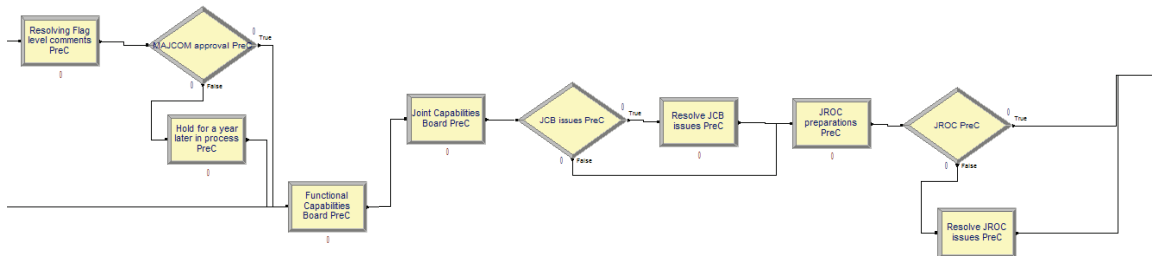 Resolving Flag
level comments
PreC
0
MAJCOM approval PreC
0
True
0
False
Hold for a year
later in process
PreC
0
Functional
Capabilities
Board PreC
0
Joint Capabilities
Board PreC
0
JCB issues PreC
0
True
0
False
Resolve JCB
issues PreC
0
JROC
preparations
PreC
0
JROC PreC
0
True
0
False
Resolve JROC
issues PreC
0